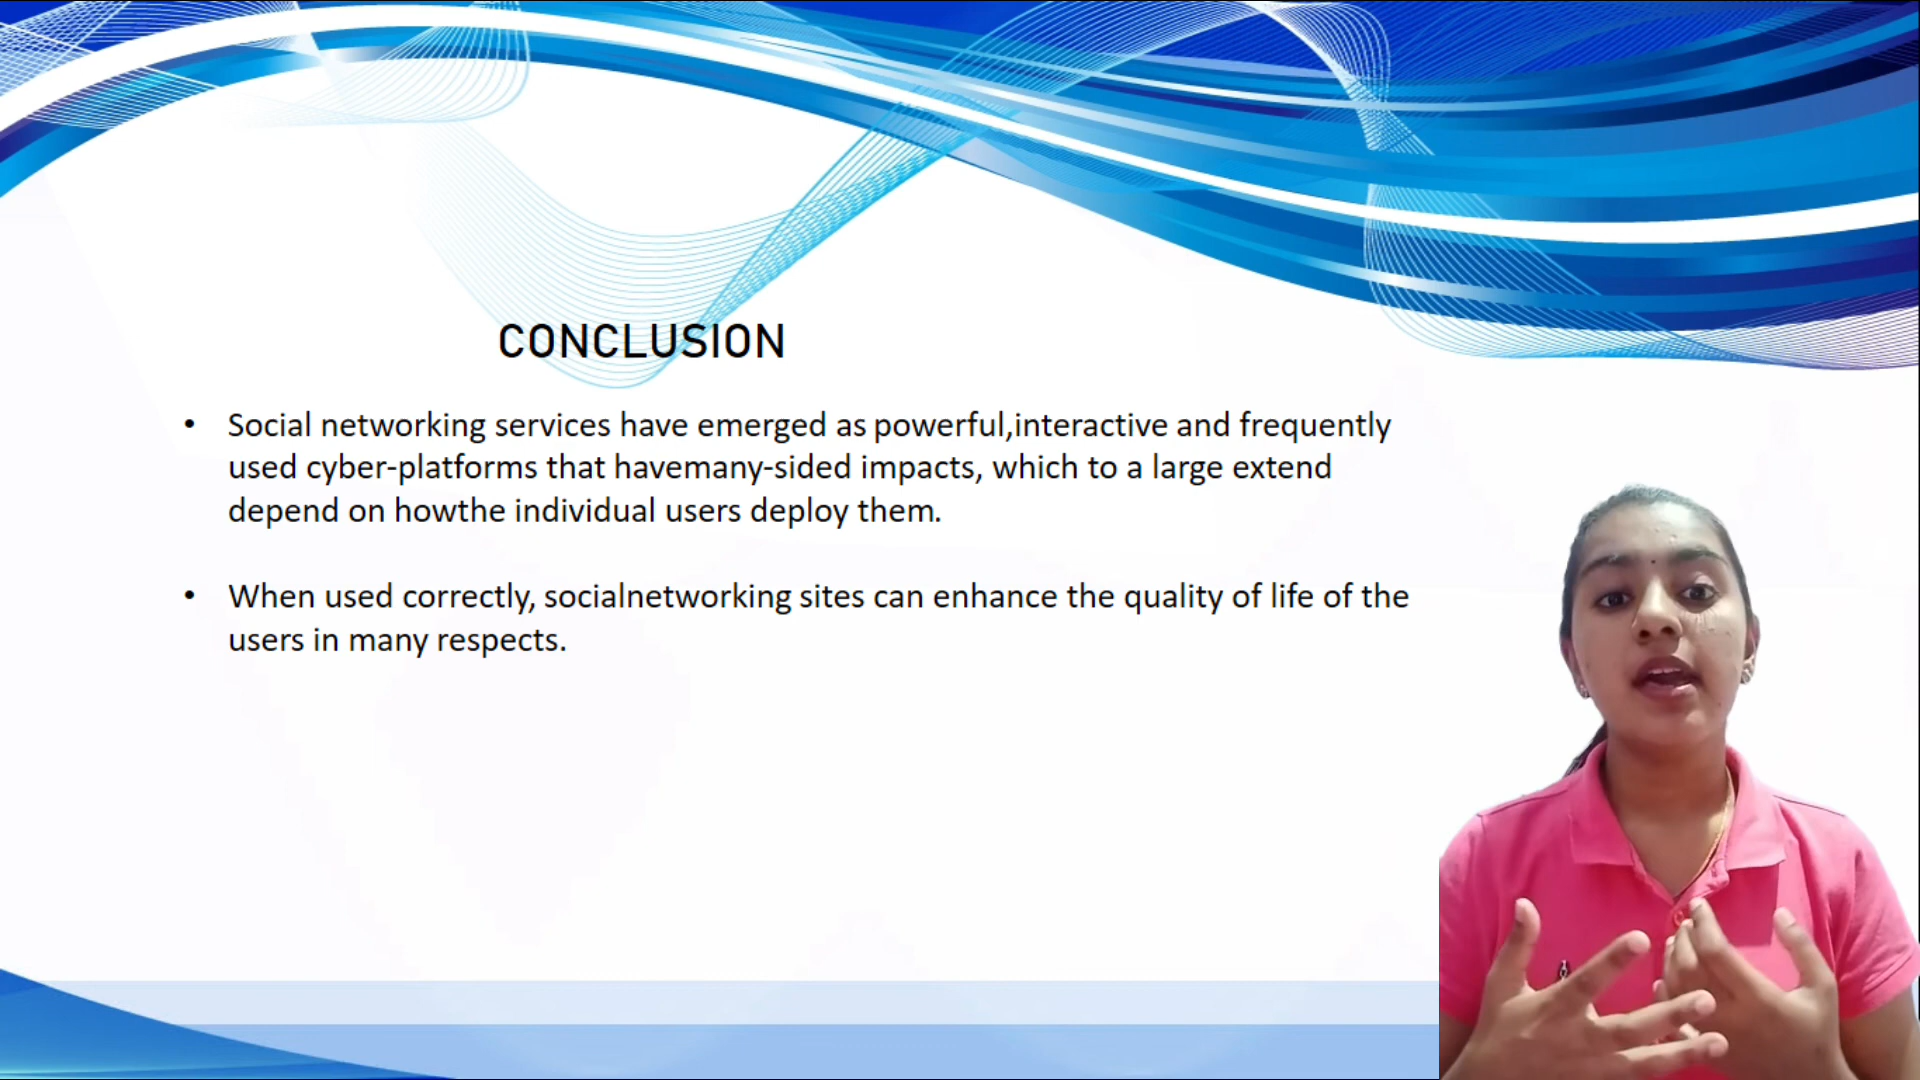 CONCLUSION
• Social networking services have emerged as powerful,interactive and frequently
used cyber-platforms that havemany-sided impacts, which to a large extend
depend on howthe individual users deploy them.
• When used correctly, socialnetworking sites can enhance the quality of life of the
users in many respects.